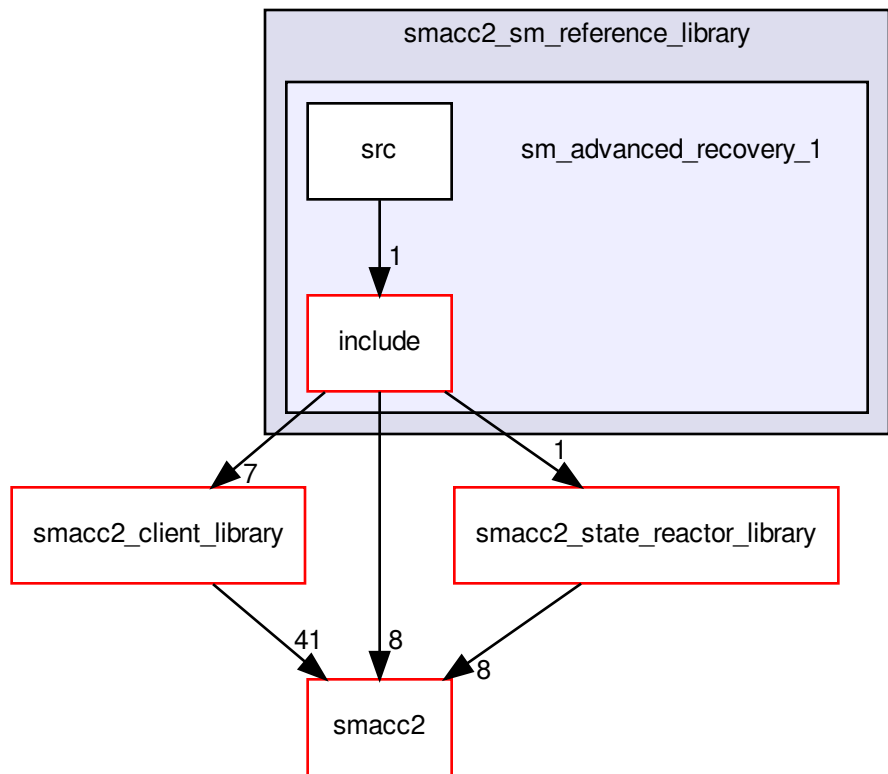 smacc2_sm_reference_library
src
sm_advanced_recovery_1
1
include
7
1
smacc2_client_library
smacc2_state_reactor_library
41
8
8
smacc2